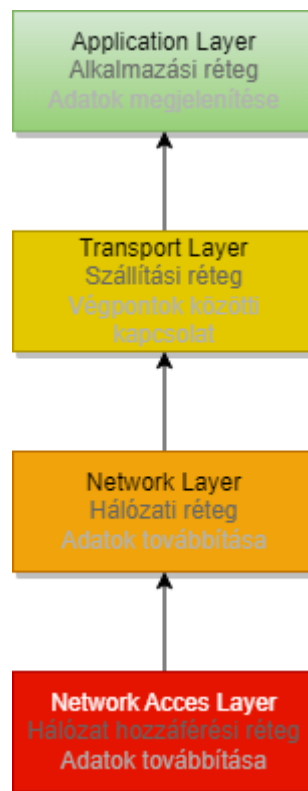 Application Layer
Alkalmazási réteg
Adatok megjelenítése
Transport Layer
Szállítási réteg
Végpontok közötti
kapcsolat
Network Layer
Hálózati réteg
Adatok továbbítása
Network Acces Layer
Hálózat hozzáférési réteg
Adatok továbbítása